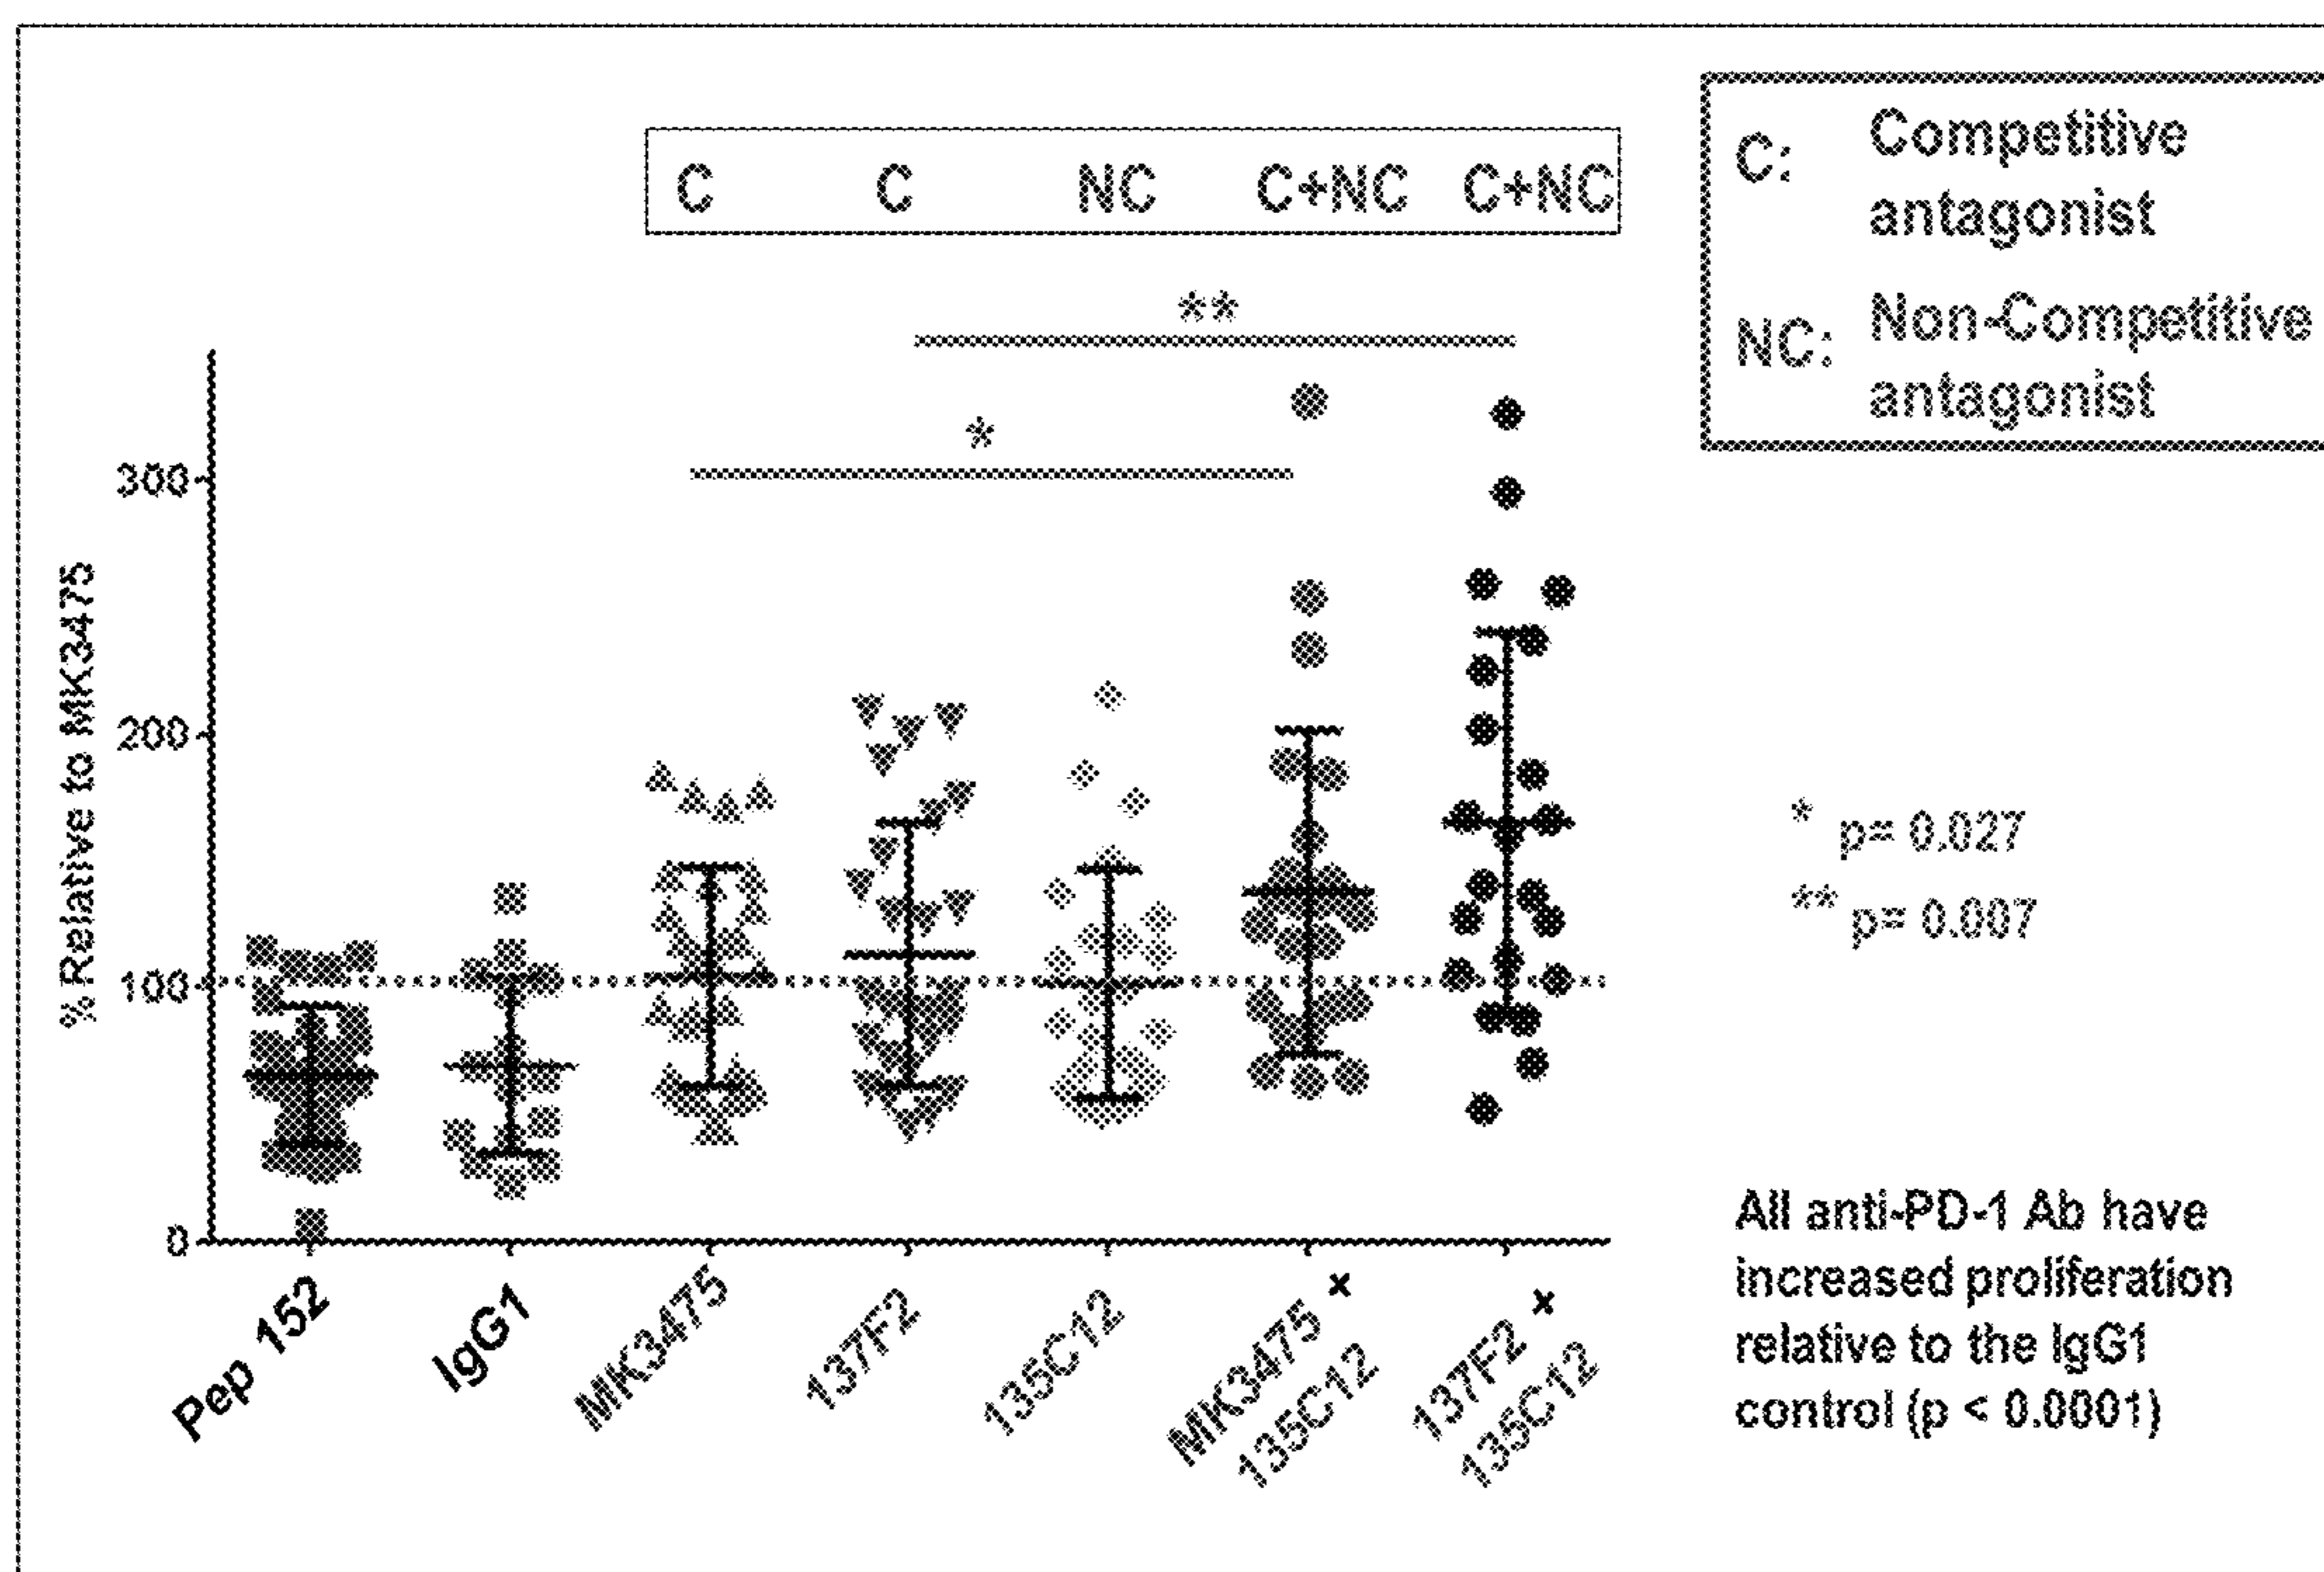 C C NC C+NC C+NC
C: Competitive
antagonist
NC: Non-Competitive
antagonist
**
*
% Relative to MK3475
300
200
100
0
* p= 0.027
** p= 0.007
Pep 152
IgG1
MK3475
137F2
135C12
MK3475 +
135C12
137F2 +
135C12
All anti-PD-1 Ab have
increased proliferation
relative to the IgG1
control (p < 0.0001)